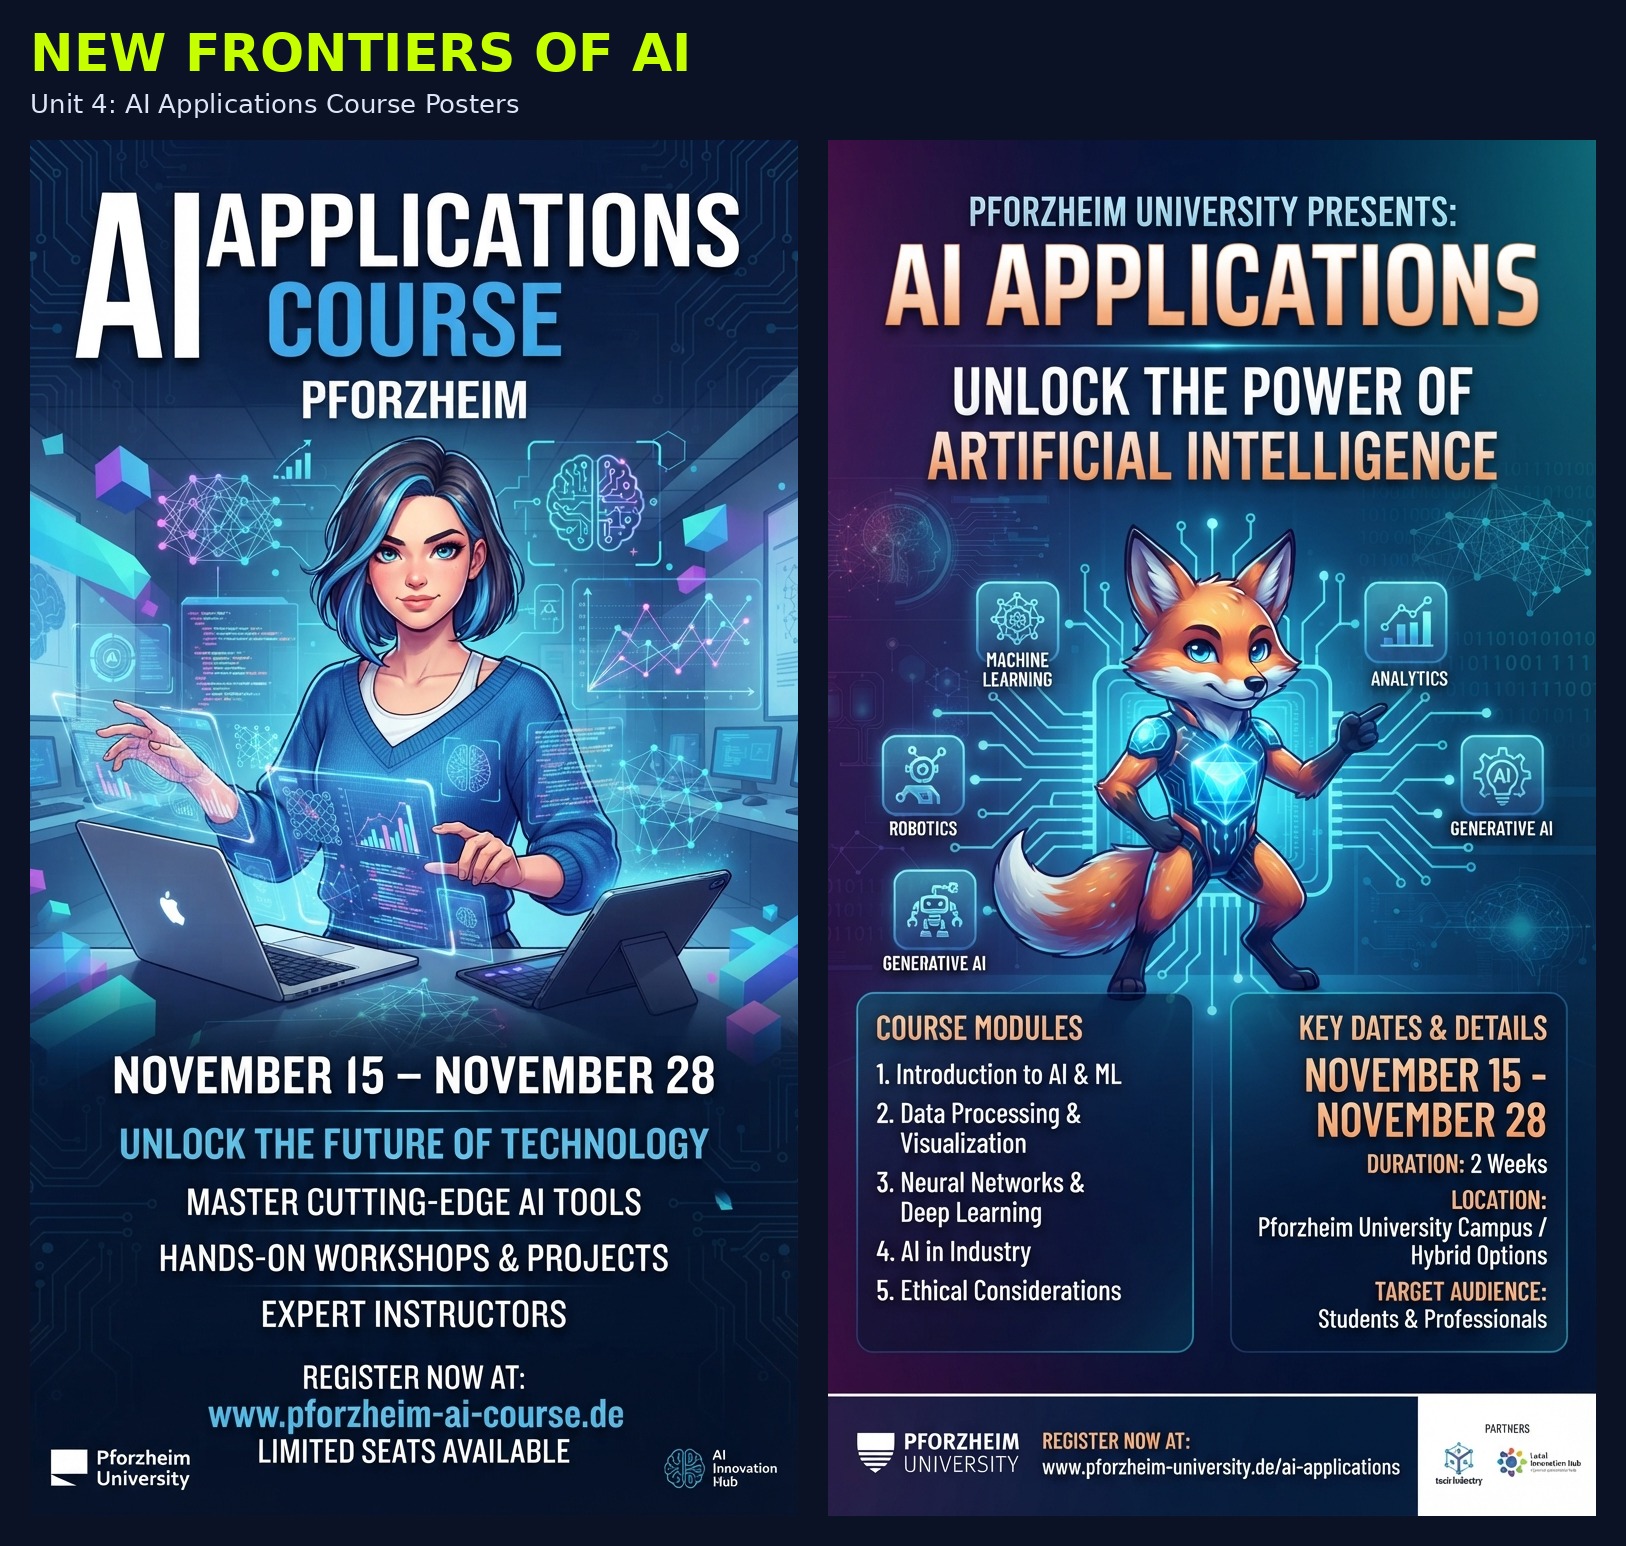 NEW FRONTIERS OF AI
Unit 4: AI Applications Course Posters
AI APPLICATIONS
COURSE
PFORZHEIM
NOVEMBER 15 – NOVEMBER 28
UNLOCK THE FUTURE OF TECHNOLOGY
MASTER CUTTING-EDGE AI TOOLS
HANDS-ON WORKSHOPS & PROJECTS
EXPERT INSTRUCTORS
REGISTER NOW AT:
www.pforzheim-ai-course.de
LIMITED SEATS AVAILABLE
Pforzheim
University
AI
Innovation
Hub
PFORZHEIM UNIVERSITY PRESENTS:
AI APPLICATIONS
UNLOCK THE POWER OF
ARTIFICIAL INTELLIGENCE
MACHINE
LEARNING
ANALYTICS
ROBOTICS
AI
GENERATIVE AI
GENERATIVE AI
COURSE MODULES
1. Introduction to AI & ML
2. Data Processing &
Visualization
3. Neural Networks &
Deep Learning
4. AI in Industry
5. Ethical Considerations
KEY DATES & DETAILS
NOVEMBER 15 -
NOVEMBER 28
DURATION: 2 Weeks
LOCATION:
Pforzheim University Campus /
Hybrid Options
TARGET AUDIENCE:
Students & Professionals
PFORZHEIM
UNIVERSITY
REGISTER NOW AT:
www.pforzheim-university.de/ai-applications
PARTNERS